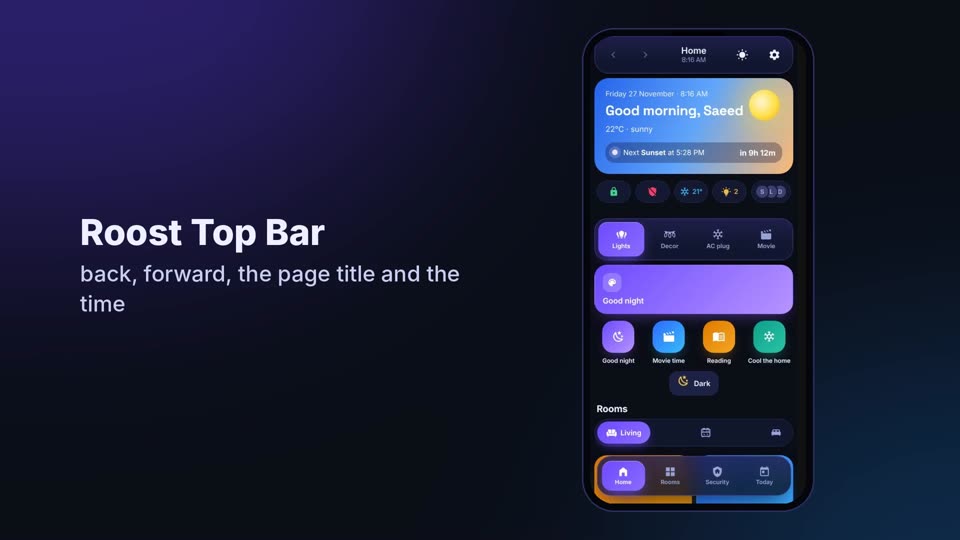 Roost Top Bar
back, forward, the page title and the
time
Home
8:16 AM
Friday 27 November · 8:16 AM
Good morning, Saeed
22°C · sunny
Next Sunset at 5:28 PM
in 9h 12m
21°
2
S L D
Lights
Decor
AC plug
Movie
Good night
Good night
Movie time
Reading
Cool the home
Dark
Rooms
Living
Home
Rooms
Security
Today